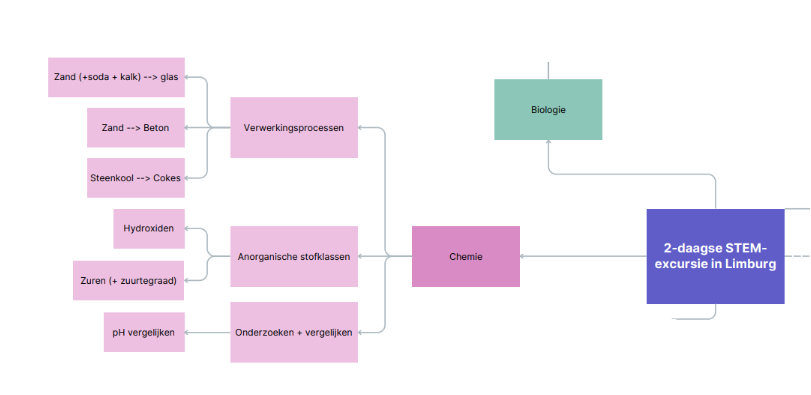 Zand (+soda + kalk) --> glas
Zand --> Beton
Steenkool --> Cokes
Verwerkingsprocessen
Hydroxiden
Zuren (+ zuurtegraad)
Anorganische stofklassen
pH vergelijken
Onderzoeken + vergelijken
Chemie
Biologie
2-daagse STEM-
excursie in Limburg